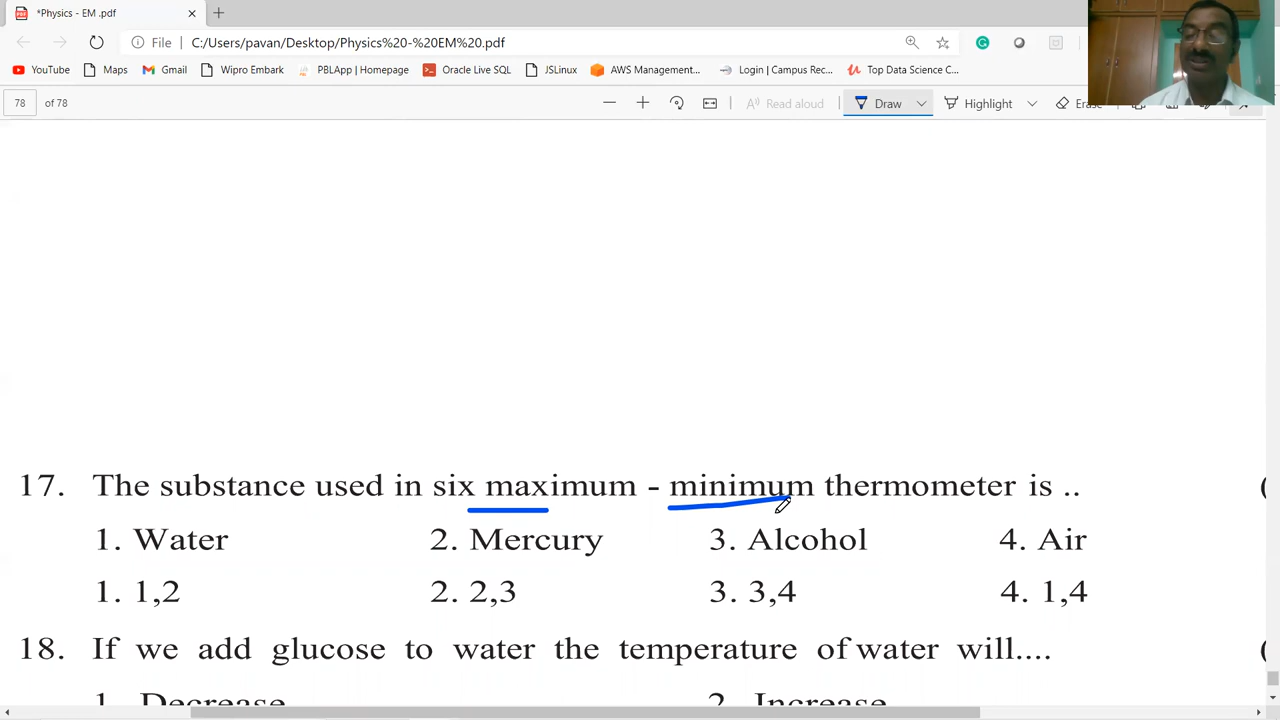 *Physics - EM .pdf
File C:/Users/pavan/Desktop/Physics%20-%20EM%20.pdf
YouTube Maps Gmail Wipro Embark PBLApp | Homepage Oracle Live SQL JSLinux AWS Management... Login | Campus Rec... Top Data Science C...
78 of 78 Read aloud Draw Highlight Erase
17. The substance used in six maximum - minimum thermometer is .. (
1. Water 2. Mercury 3. Alcohol 4. Air
1. 1,2 2. 2,3 3. 3,4 4. 1,4
18. If we add glucose to water the temperature of water will.... (
1. Decrease 2. Increase